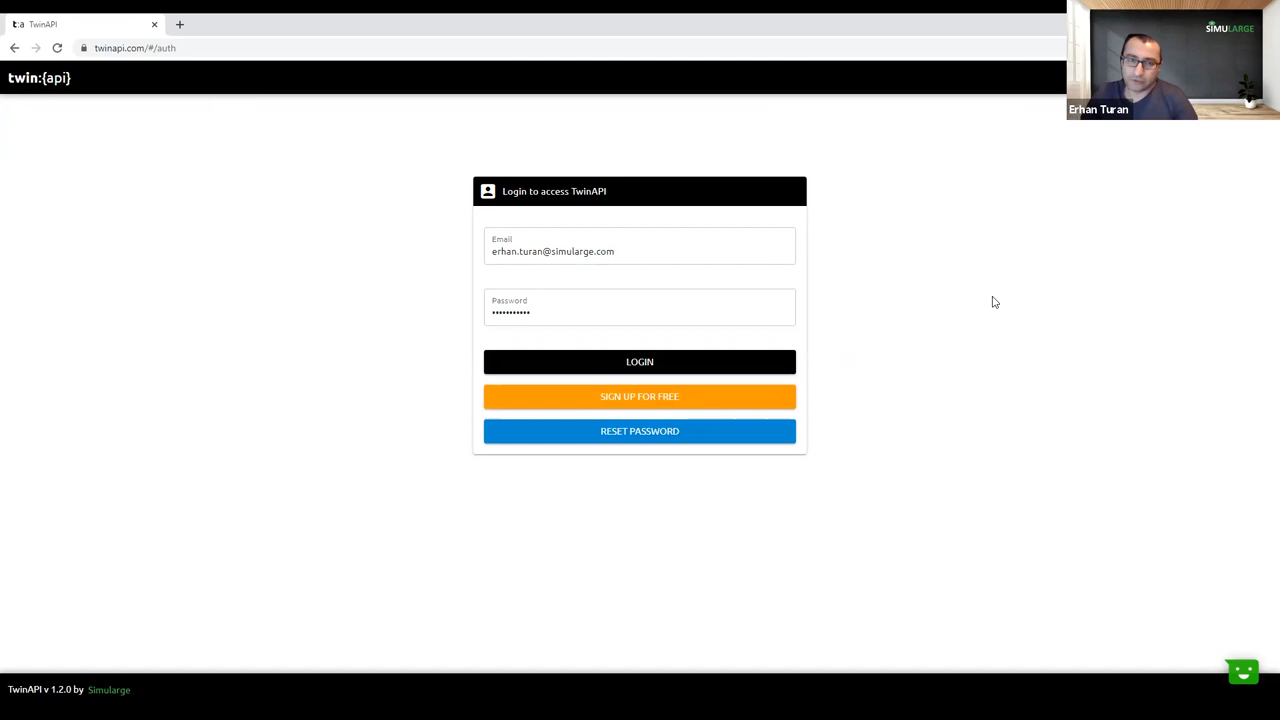 t:a TwinAPI
twinapi.com/#/auth
twin:{api}
SIMULARGE
Erhan Turan
Login to access TwinAPI
Email
erhan.turan@simularge.com
Password
•••••••••••
LOGIN
SIGN UP FOR FREE
RESET PASSWORD
TwinAPI v 1.2.0 by Simularge